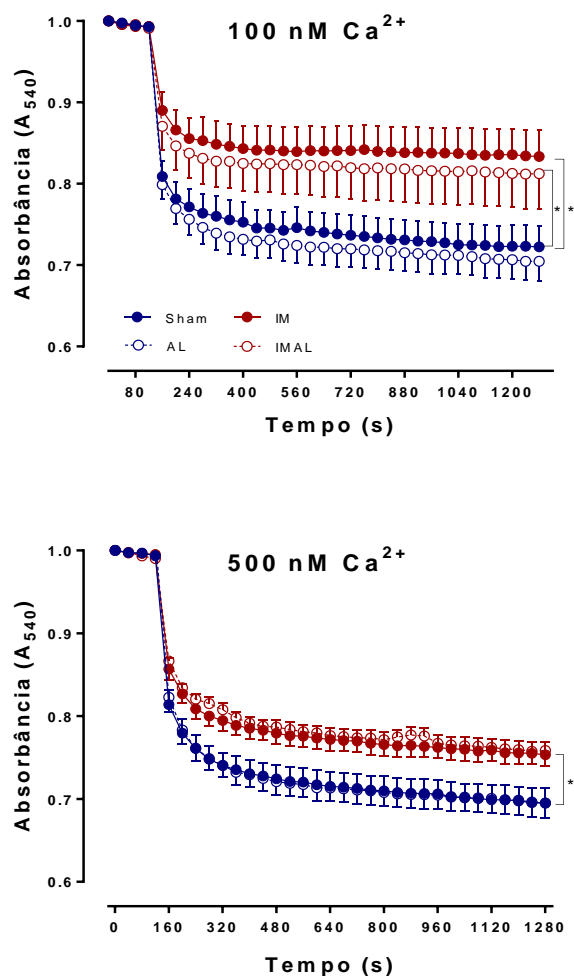 100 nM Ca²⁺
1.0
0.9
0.8
0.7
0.6
Absorbância (A₅₄₀)
* *
Sham IM
AL IMAL
80 240 400 560 720 880 1040 1200
Tempo (s)
500 nM Ca²⁺
1.0
0.9
0.8
0.7
0.6
Absorbância (A₅₄₀)
*
0 160 320 480 640 800 960 1120 1280
Tempo (s)